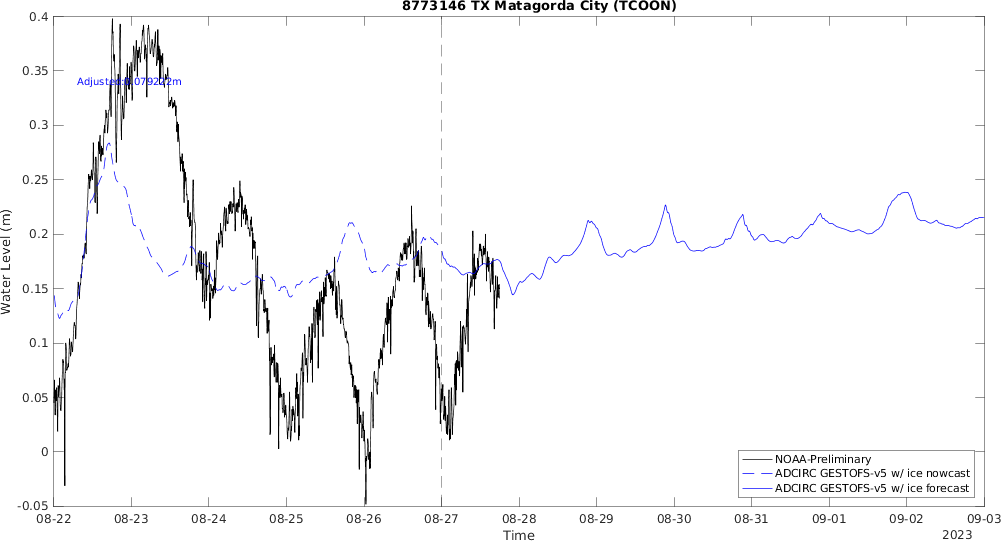 8773146 TX Matagorda City (TCOON)
0.4
0.35
0.3
0.25
0.2
0.15
0.1
0.05
0
-0.05
Water Level (m)
NOAA-Preliminary
ADCIRC GESTOFS-v5 w/ ice nowcast
ADCIRC GESTOFS-v5 w/ ice forecast
08-22 08-23 08-24 08-25 08-26 08-27 08-28 08-29 08-30 08-31 09-01 09-02 09-03
Time
2023